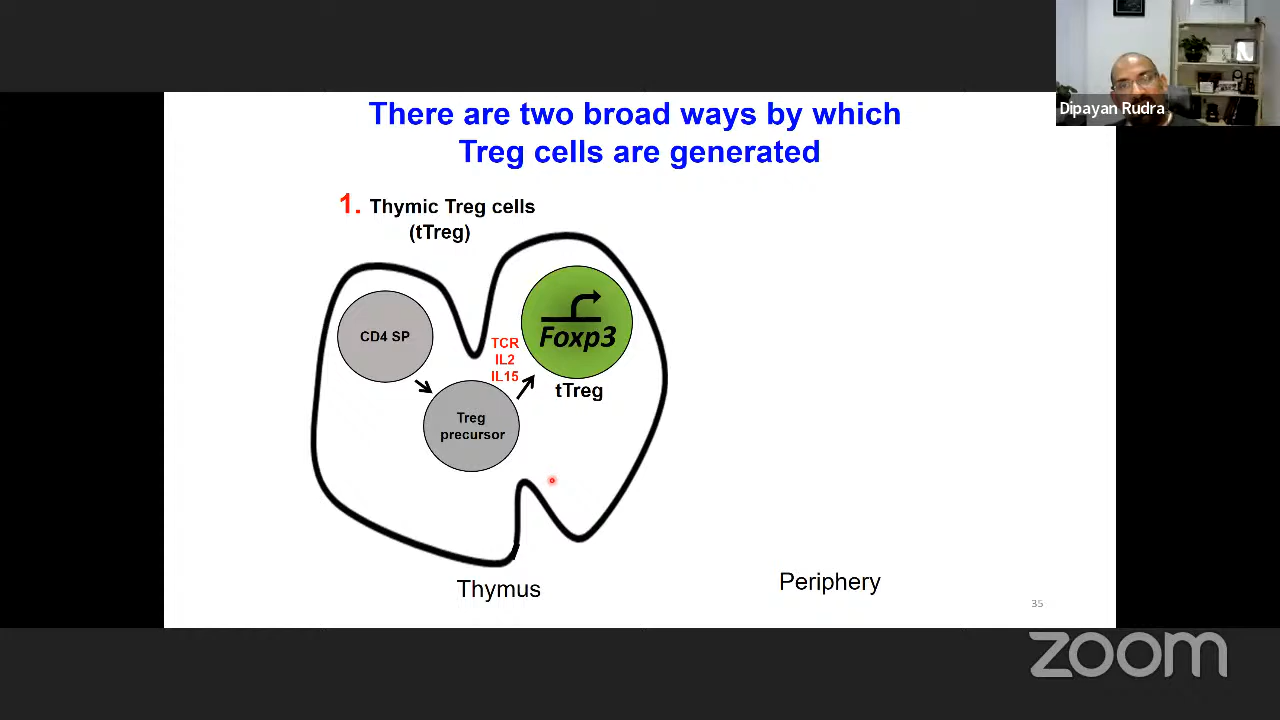 There are two broad ways by which
Treg cells are generated
1. Thymic Treg cells
(tTreg)
CD4 SP
Treg
precursor
TCR
IL2
IL15
Foxp3
tTreg
Thymus
Periphery
35
Dipayan Rudra
zoom